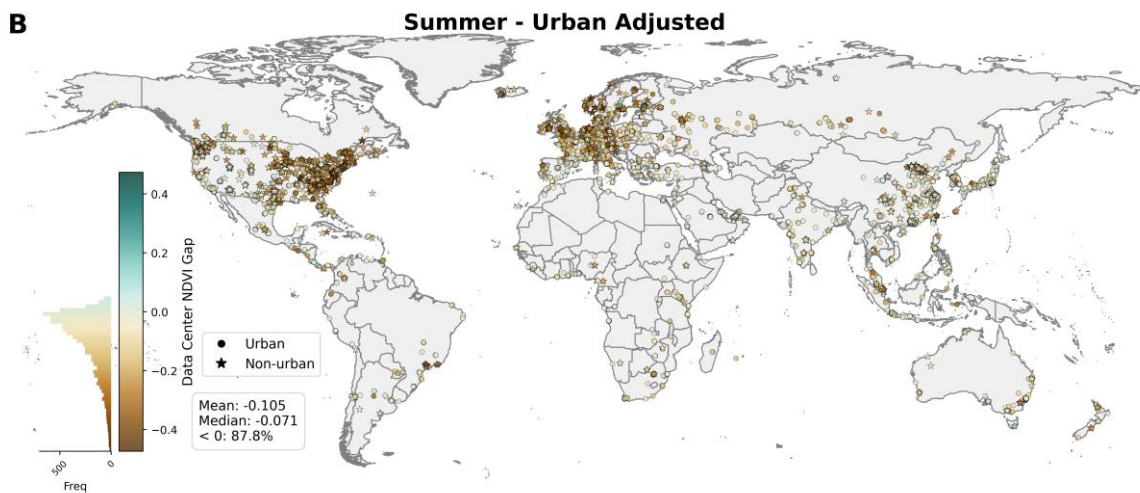 B
Summer - Urban Adjusted
0.4
0.2
0.0
−0.2
−0.4
Data Center NDVI Gap
Urban
Non-urban
Mean: -0.105
Median: -0.071
< 0: 87.8%
500
0
Freq